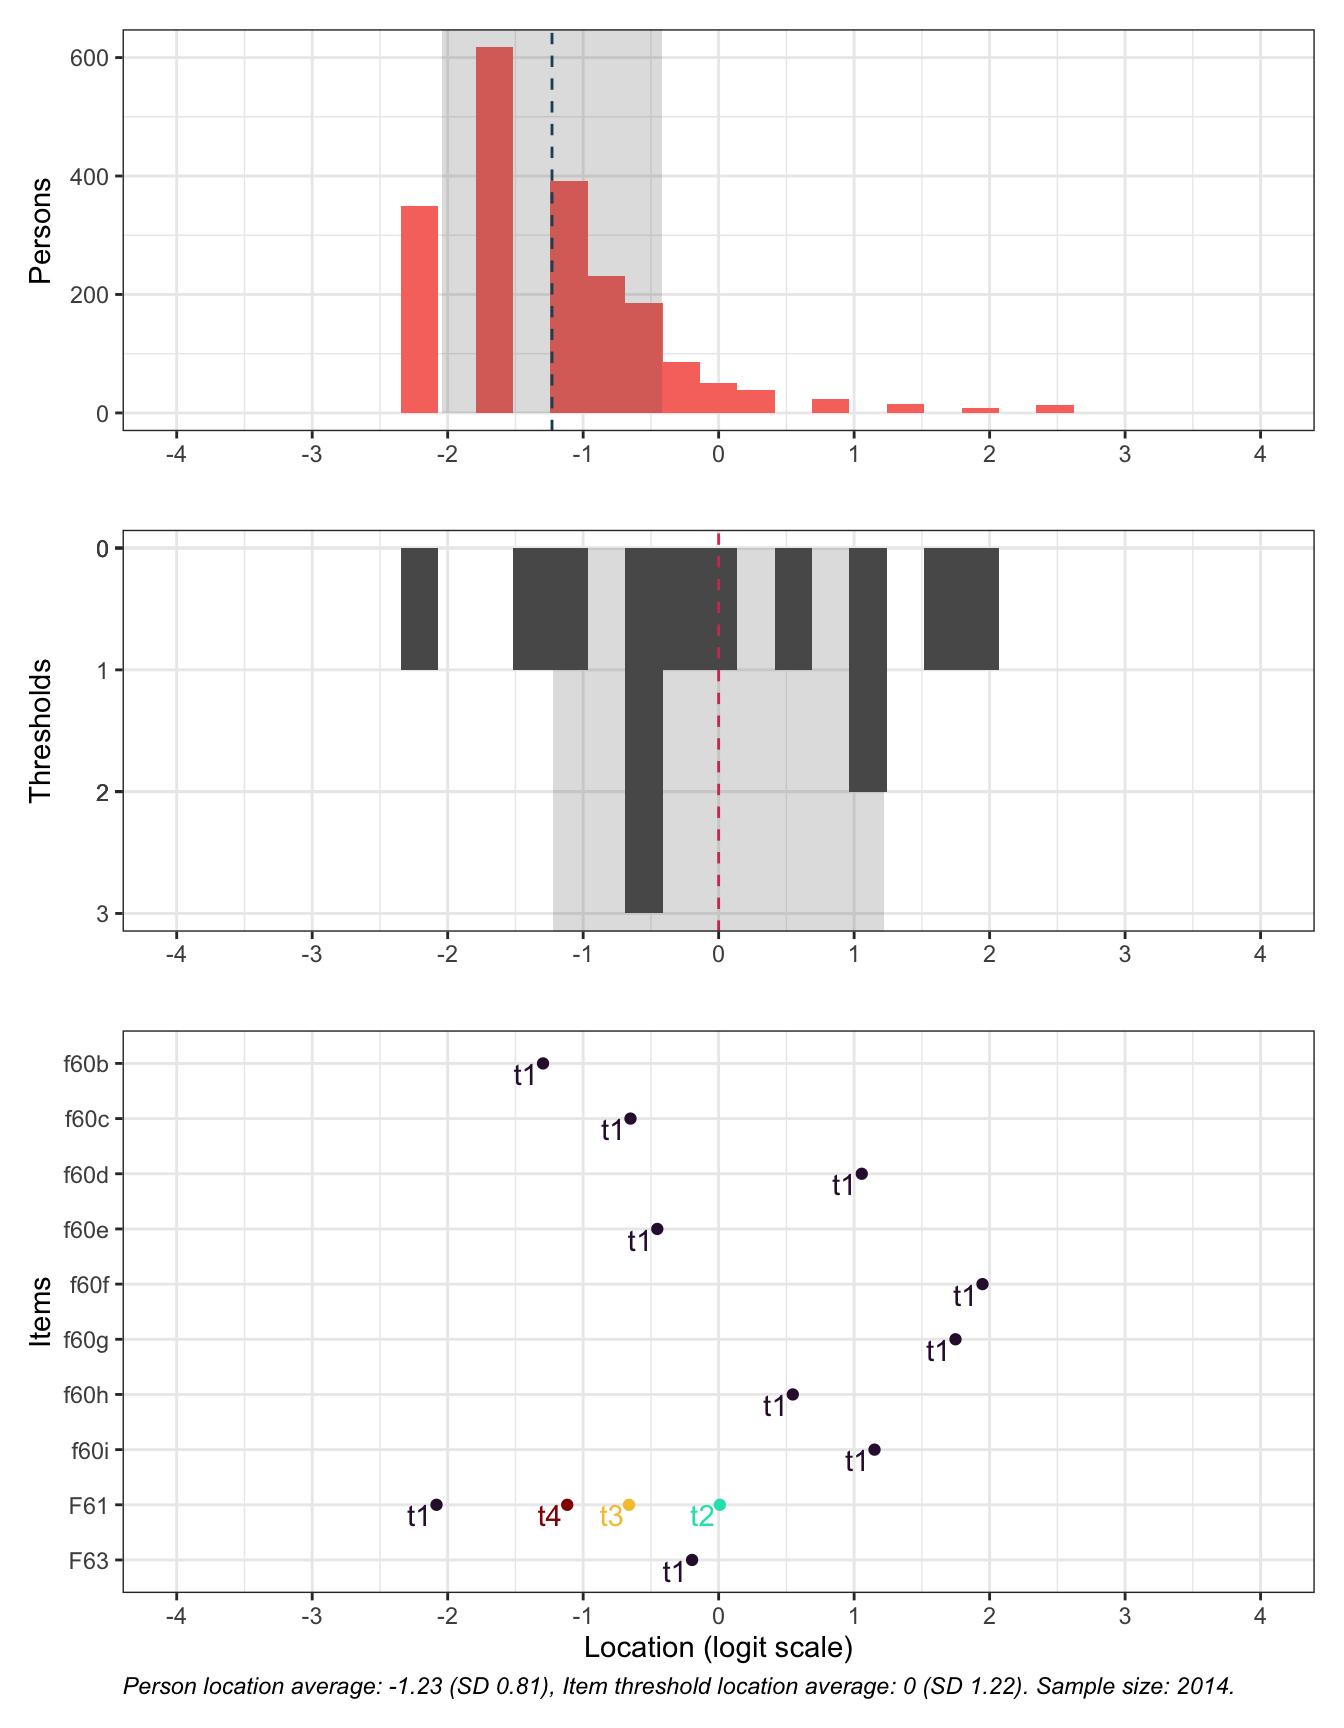 600
400
200
0
Persons
-4 -3 -2 -1 0 1 2 3 4
0
1
2
3
Thresholds
-4 -3 -2 -1 0 1 2 3 4
f60b t1
f60c t1
f60d t1
f60e t1
f60f t1
f60g t1
f60h t1
f60i t1
F61 t1 t4 t3 t2
F63 t1
Items
-4 -3 -2 -1 0 1 2 3 4
Location (logit scale)
Person location average: -1.23 (SD 0.81), Item threshold location average: 0 (SD 1.22). Sample size: 2014.